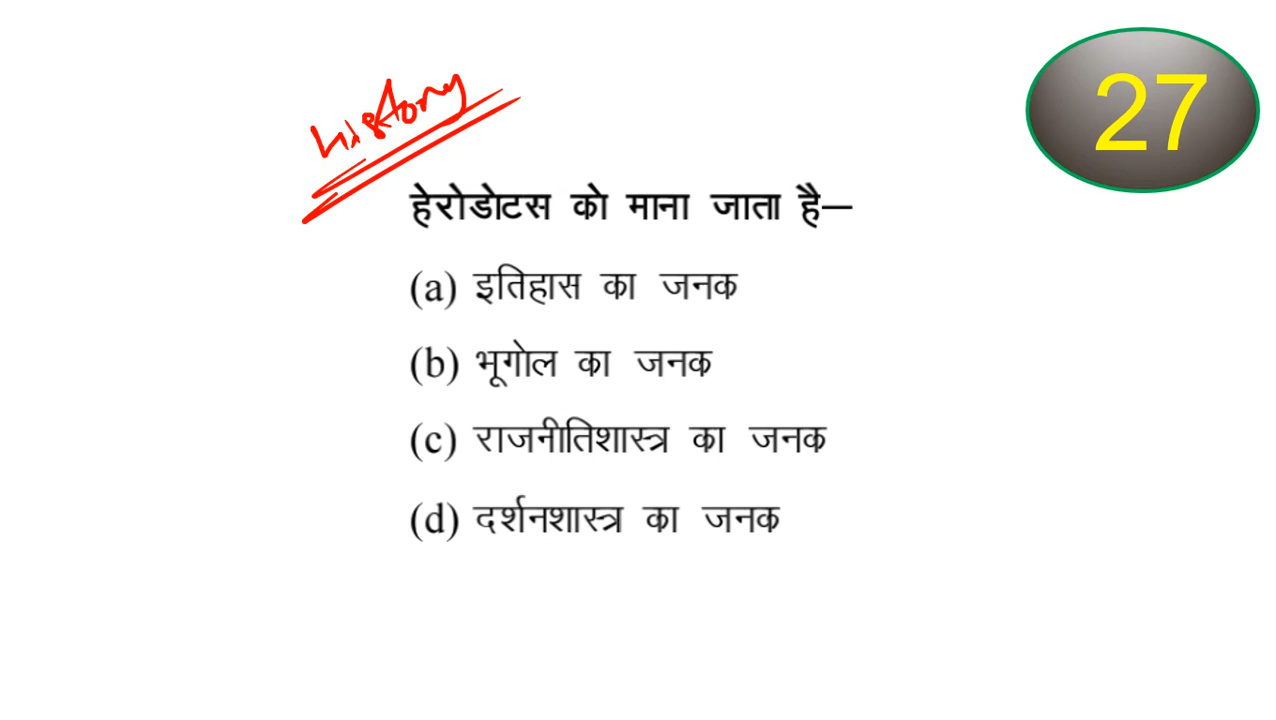 27
History
हेरोडोटस को माना जाता है—
(a) इतिहास का जनक
(b) भूगोल का जनक
(c) राजनीतिशास्त्र का जनक
(d) दर्शनशास्त्र का जनक